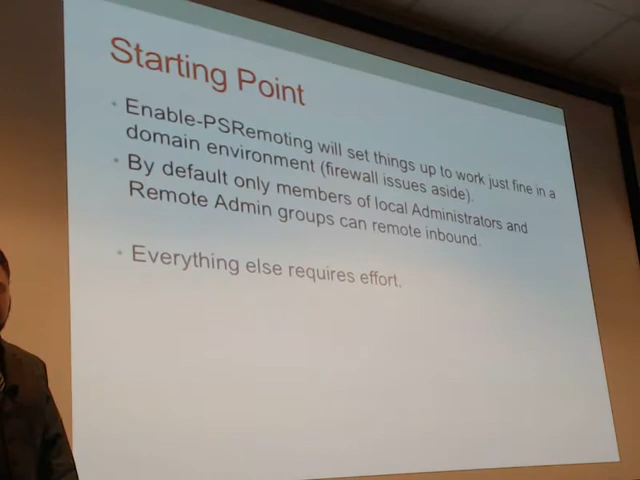 Starting Point
• Enable-PSRemoting will set things up to work just fine in a
domain environment (firewall issues aside).
• By default only members of local Administrators and
Remote Admin groups can remote inbound.
• Everything else requires effort.